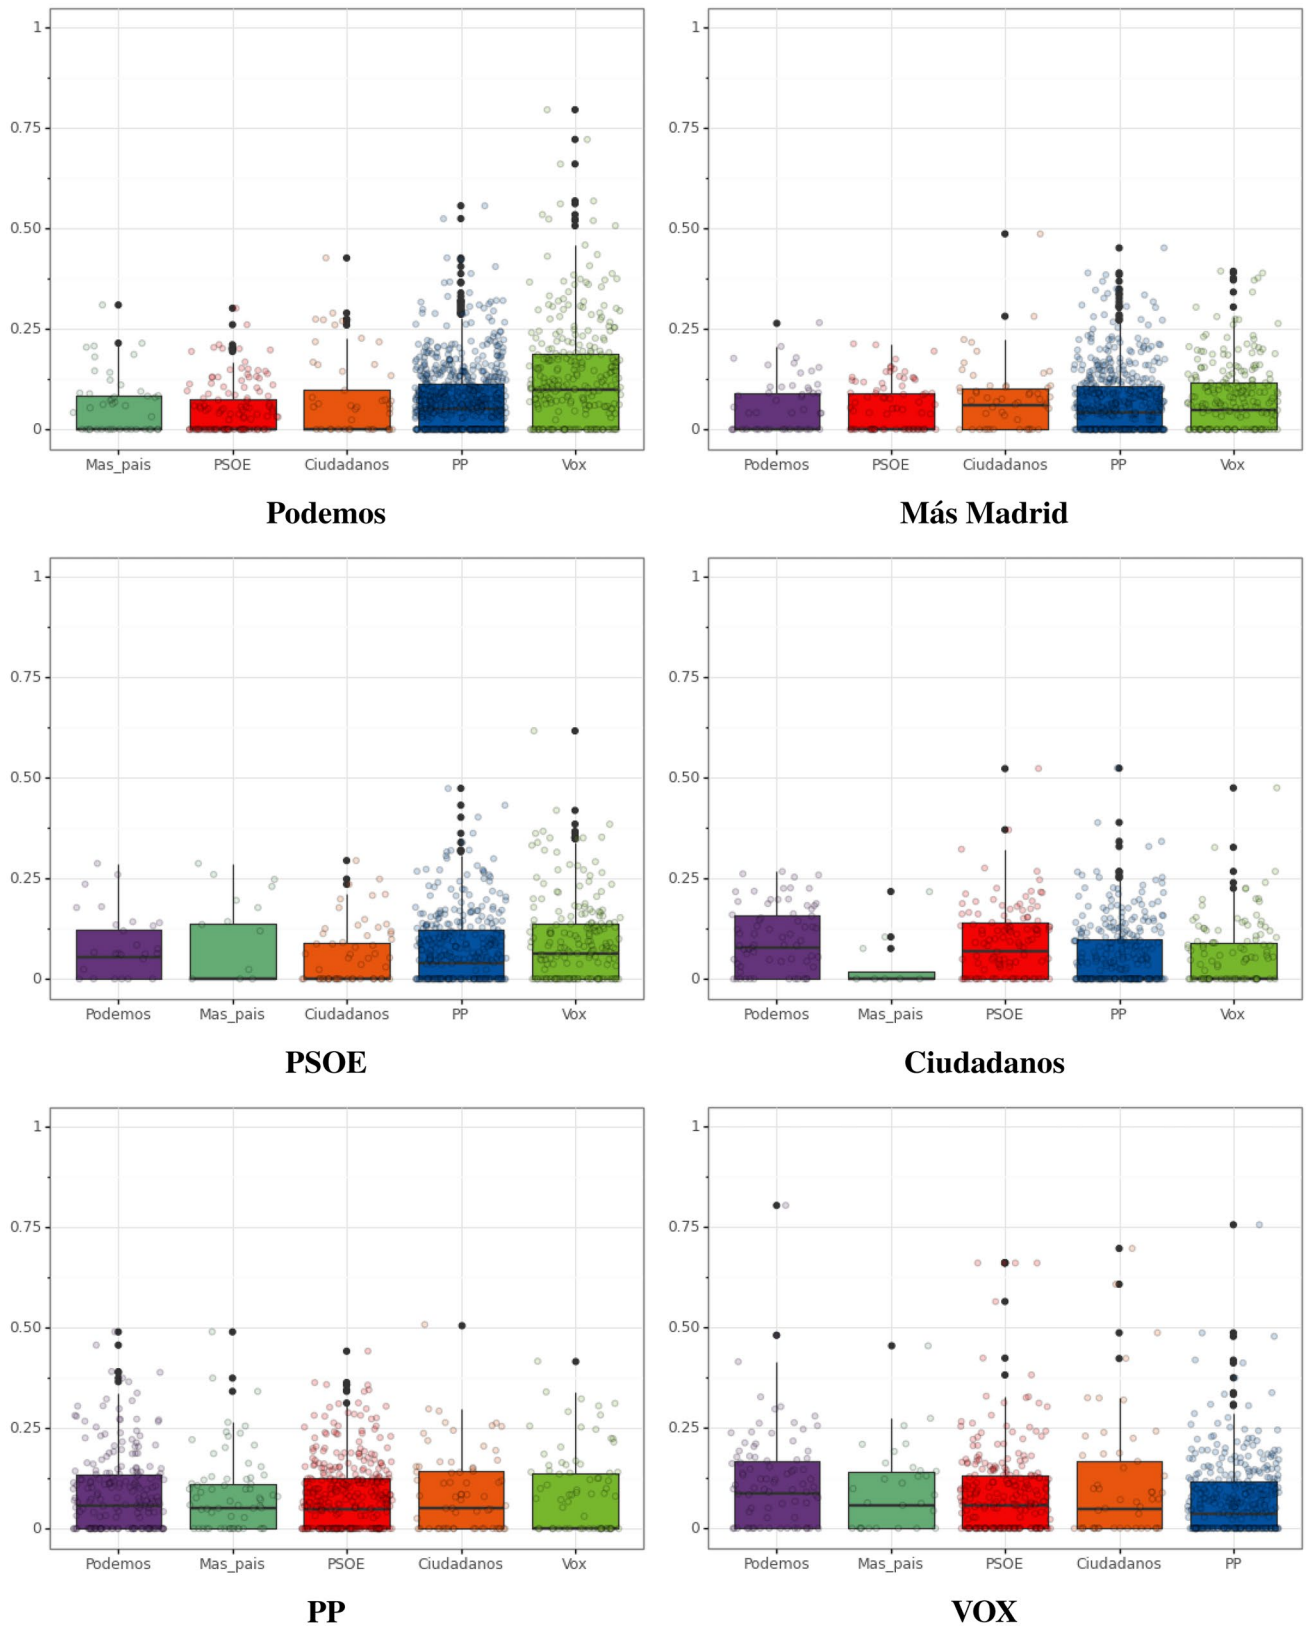 1
0.75
0.50
0.25
0
Mas_pais PSOE Ciudadanos PP Vox
Podemos
1
0.75
0.50
0.25
0
Podemos PSOE Ciudadanos PP Vox
Más Madrid
1
0.75
0.50
0.25
0
Podemos Mas_pais Ciudadanos PP Vox
PSOE
1
0.75
0.50
0.25
0
Podemos Mas_pais PSOE PP Vox
Ciudadanos
1
0.75
0.50
0.25
0
Podemos Mas_pais PSOE Ciudadanos Vox
PP
1
0.75
0.50
0.25
0
Podemos Mas_pais PSOE Ciudadanos PP
VOX